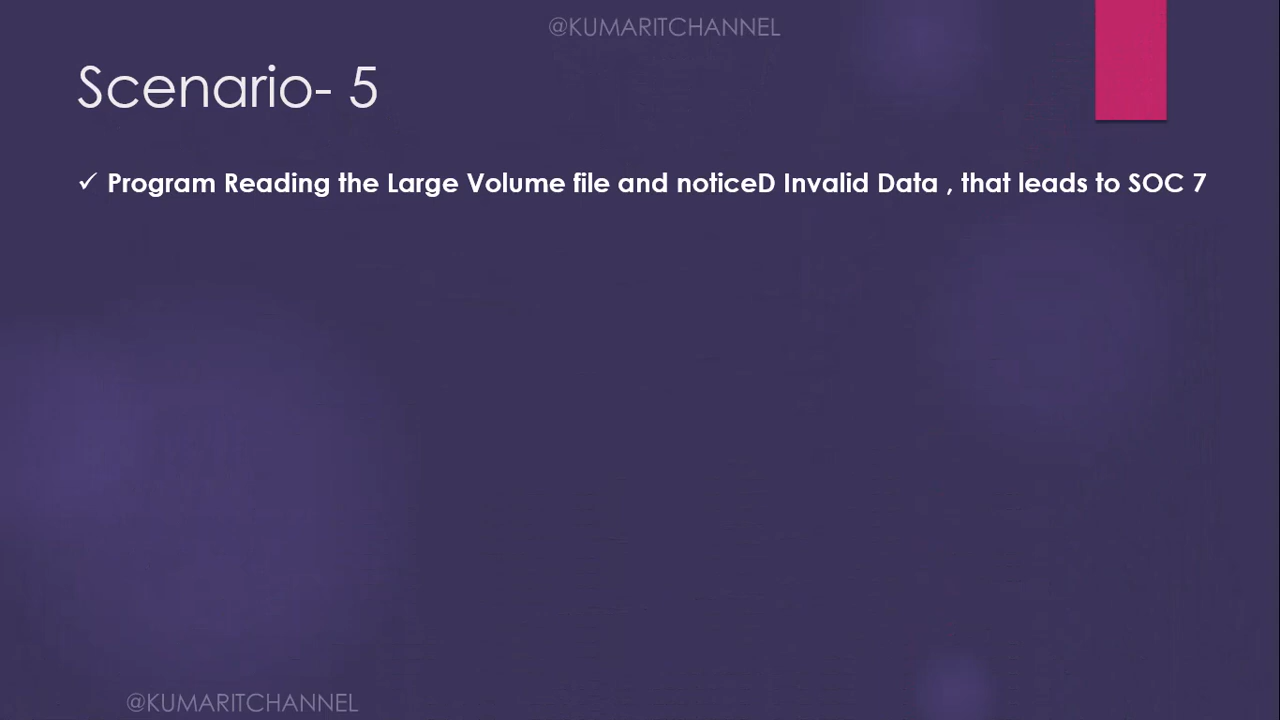 @KUMARITCHANNEL
Scenario- 5
✓ Program Reading the Large Volume file and noticeD Invalid Data , that leads to SOC 7
@KUMARITCHANNEL